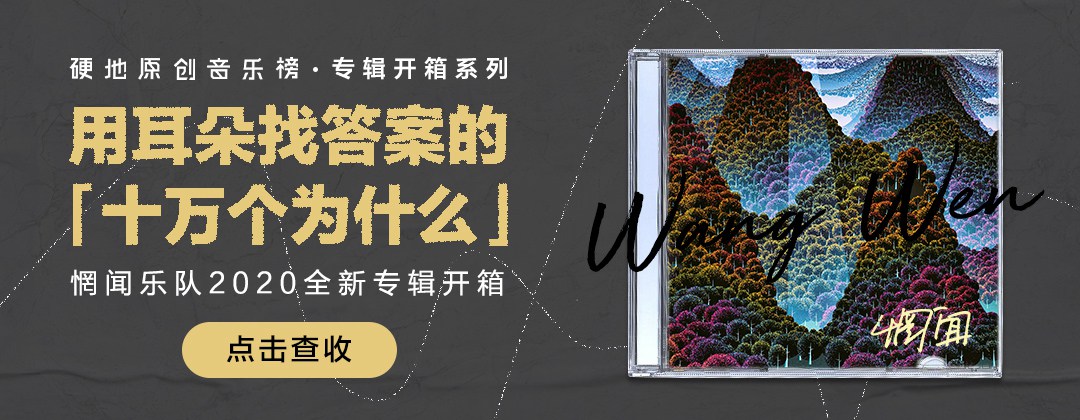 硬地原创音乐榜·专辑开箱系列
用耳朵找答案的
「十万个为什么」
惘闻乐队2020全新专辑开箱
点击查收
Wang Wen
惘闻